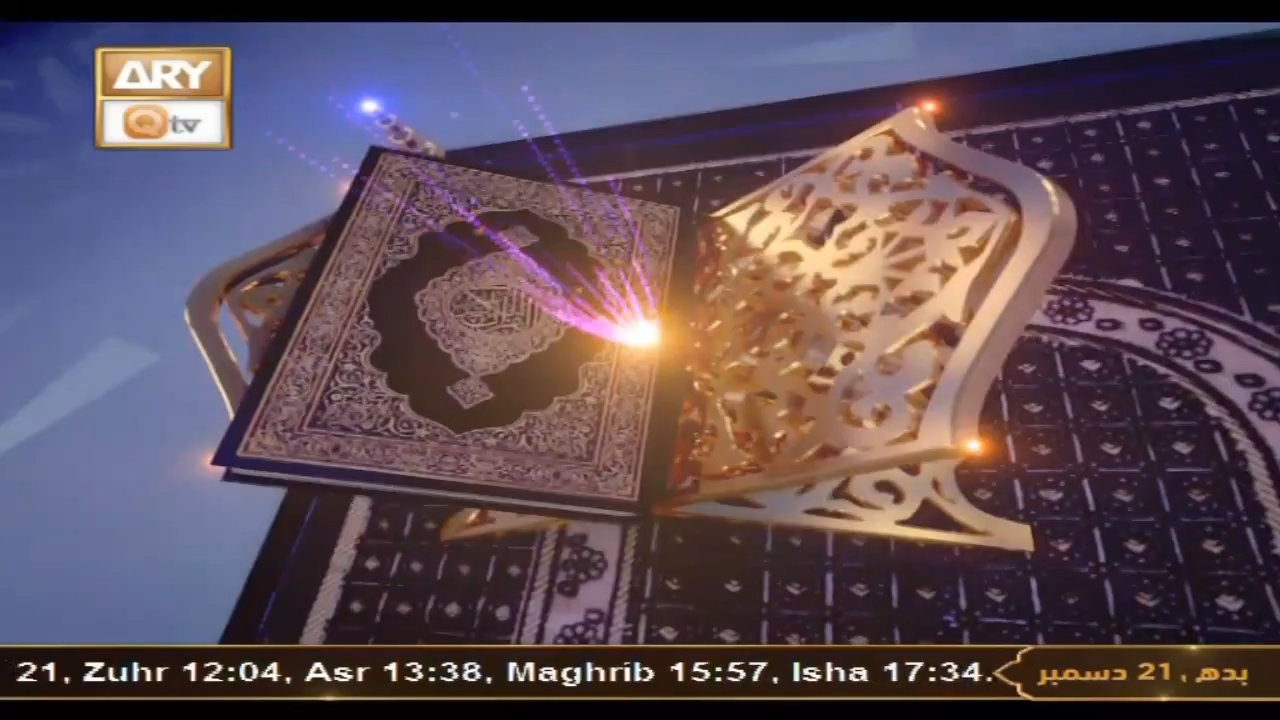 ARY
Qtv
21, Zuhr 12:04, Asr 13:38, Maghrib 15:57, Isha 17:34.
بدھ , 21 دسمبر